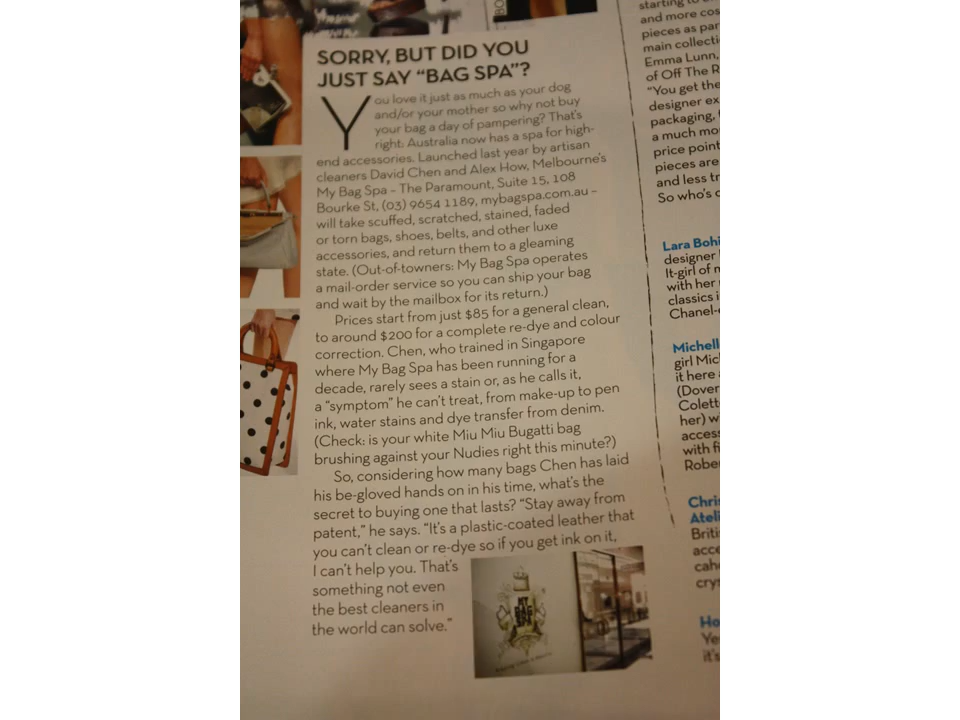 SORRY, BUT DID YOU
JUST SAY "BAG SPA"?
You love it just as much as your dog
and/or your mother so why not buy
your bag a day of pampering? That's
right: Australia now has a spa for high-
end accessories. Launched last year by artisan
cleaners David Chen and Alex How, Melbourne's
My Bag Spa – The Paramount, Suite 15, 108
Bourke St, (03) 9654 1189, mybagspa.com.au –
will take scuffed, scratched, stained, faded
or torn bags, shoes, belts, and other luxe
accessories, and return them to a gleaming
state. (Out-of-towners: My Bag Spa operates
a mail-order service so you can ship your bag
and wait by the mailbox for its return.)
Prices start from just $85 for a general clean,
to around $200 for a complete re-dye and colour
correction. Chen, who trained in Singapore
where My Bag Spa has been running for a
decade, rarely sees a stain or, as he calls it,
a "symptom" he can't treat, from make-up to pen
ink, water stains and dye transfer from denim.
(Check: is your white Miu Miu Bugatti bag
brushing against your Nudies right this minute?)
So, considering how many bags Chen has laid
his be-gloved hands on in his time, what's the
secret to buying one that lasts? "Stay away from
patent," he says. "It's a plastic-coated leather that
you can't clean or re-dye so if you get ink on it,
I can't help you. That's
something not even
the best cleaners in
the world can solve."
MY
BAG
SPA
and more cos
pieces as par
main collecti
Emma Lunn,
of Off The R
"You get the
designer ex
packaging,
a much mo
price point
pieces are
and less tr
So who's
Lara Bohi
designer
It-girl of
with her
classics i
Chanel-
Michell
girl Mic
it here
(Dover
Colett
her) w
access
with fi
Rober
Chris
Ateli
Briti
acce
cah
crys
Ho
Ye
it's